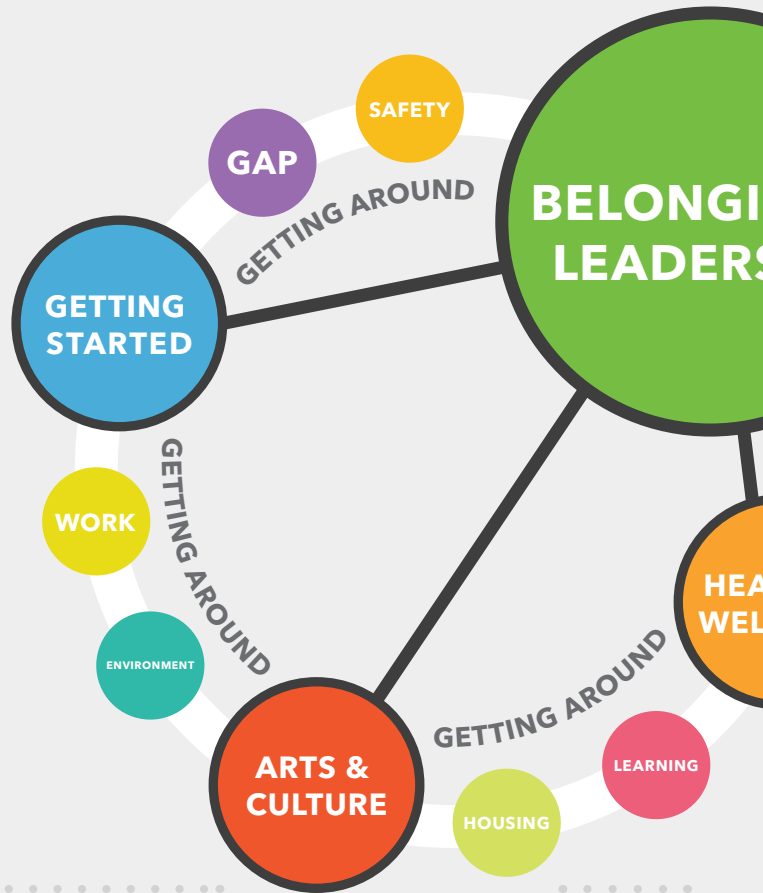 SAFETY
GAP
GETTING AROUND
BELONGI
LEADERS
GETTING
STARTED
GETTING AROUND
WORK
ENVIRONMENT
HEA
WEL
GETTING AROUND
ARTS &
CULTURE
LEARNING
HOUSING